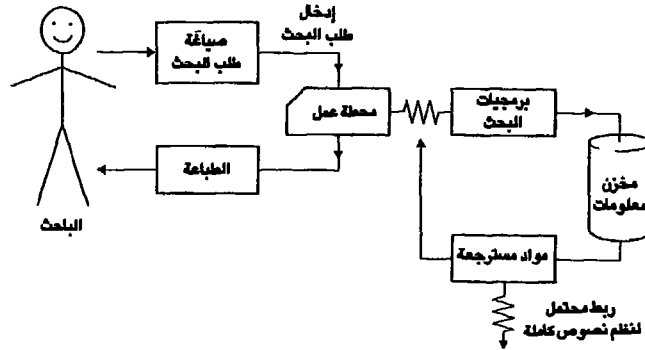 إدخال
طلب البحث
صياغة
طلب البحث
محطة عمل
برمجيات
البحث
مخزن
معلومات
الطباعة
الباحث
مواد مسترجعة
ربط محتمل
لنظم نصوص كاملة